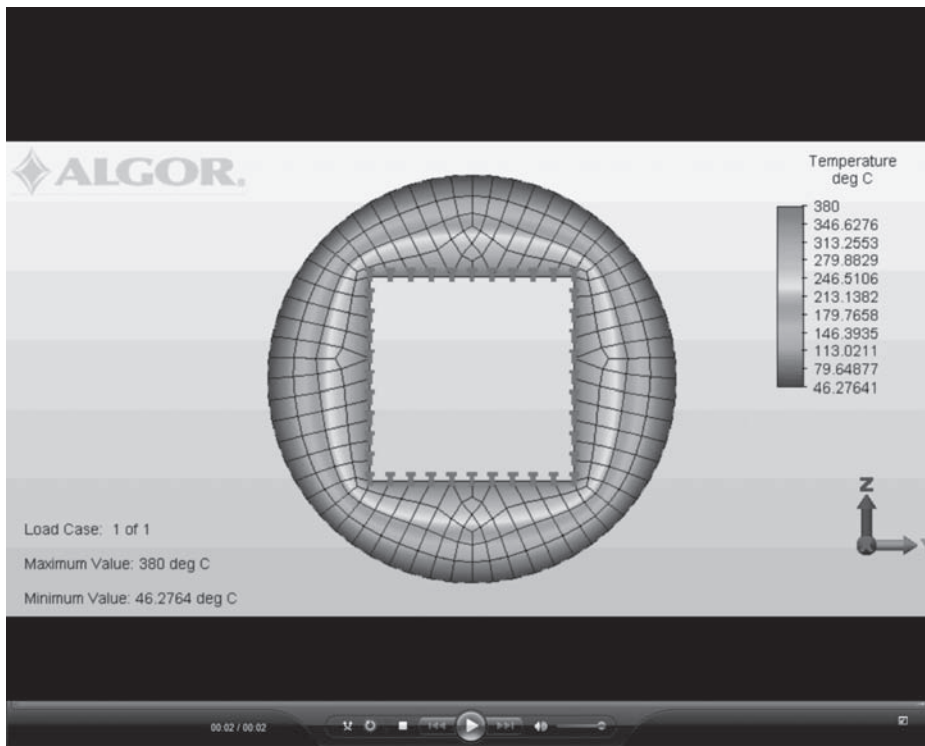 ALGOR.
Temperature
deg C
380
346.6276
313.2553
279.8829
246.5106
213.1382
179.7658
146.3935
113.0211
79.64877
46.27641
Z
Y
Load Case: 1 of 1
Maximum Value: 380 deg C
Minimum Value: 46.2764 deg C
00:02 / 00:02